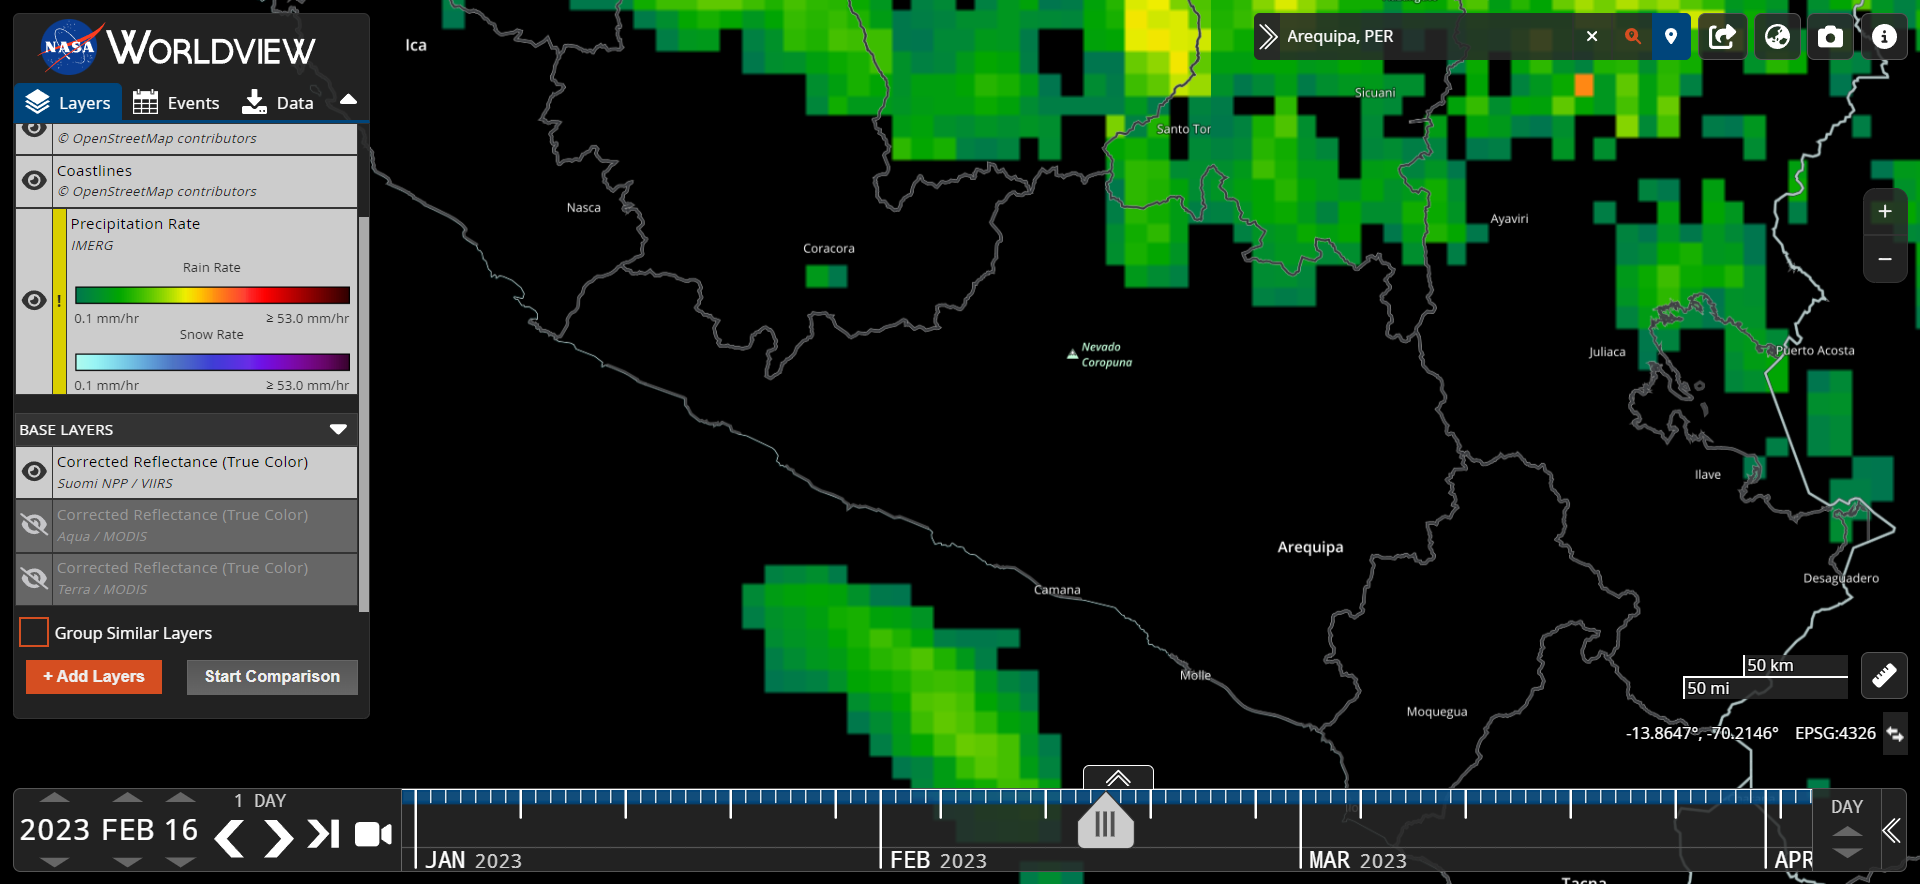 NASA WORLDVIEW
Layers
Events
Data
© OpenStreetMap contributors
Coastlines
© OpenStreetMap contributors
!
Precipitation Rate
IMERG
Rain Rate
0.1 mm/hr
≥ 53.0 mm/hr
Snow Rate
0.1 mm/hr
≥ 53.0 mm/hr
BASE LAYERS
Corrected Reflectance (True Color)
Suomi NPP / VIIRS
Corrected Reflectance (True Color)
Aqua / MODIS
Corrected Reflectance (True Color)
Terra / MODIS
Group Similar Layers
+ Add Layers
Start Comparison
Arequipa, PER
Ica
Sicuani
Santo Tor
Nasca
Ayaviri
Coracora
Nevado
Coropuna
Juliaca
Puerto Acosta
Ilave
Arequipa
Desaguadero
Camana
Molle
Moquegua
Tacna
+
−
50 km
50 mi
-13.8647°, -70.2146°
EPSG:4326
1 DAY
2023 FEB 16
JAN 2023
FEB 2023
MAR 2023
APR
DAY